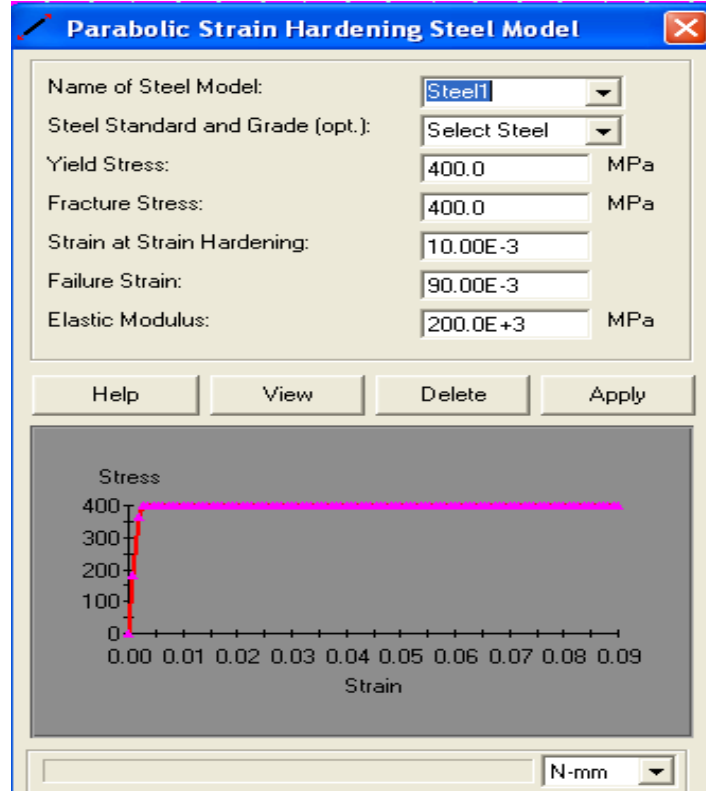 Parabolic Strain Hardening Steel Model
Name of Steel Model: Steel1
Steel Standard and Grade (opt.): Select Steel
Yield Stress: 400.0 MPa
Fracture Stress: 400.0 MPa
Strain at Strain Hardening: 10.00E-3
Failure Strain: 90.00E-3
Elastic Modulus: 200.0E+3 MPa
Help View Delete Apply
Stress
400
300
200
100
0
0.00 0.01 0.02 0.03 0.04 0.05 0.06 0.07 0.08 0.09
Strain
N-mm